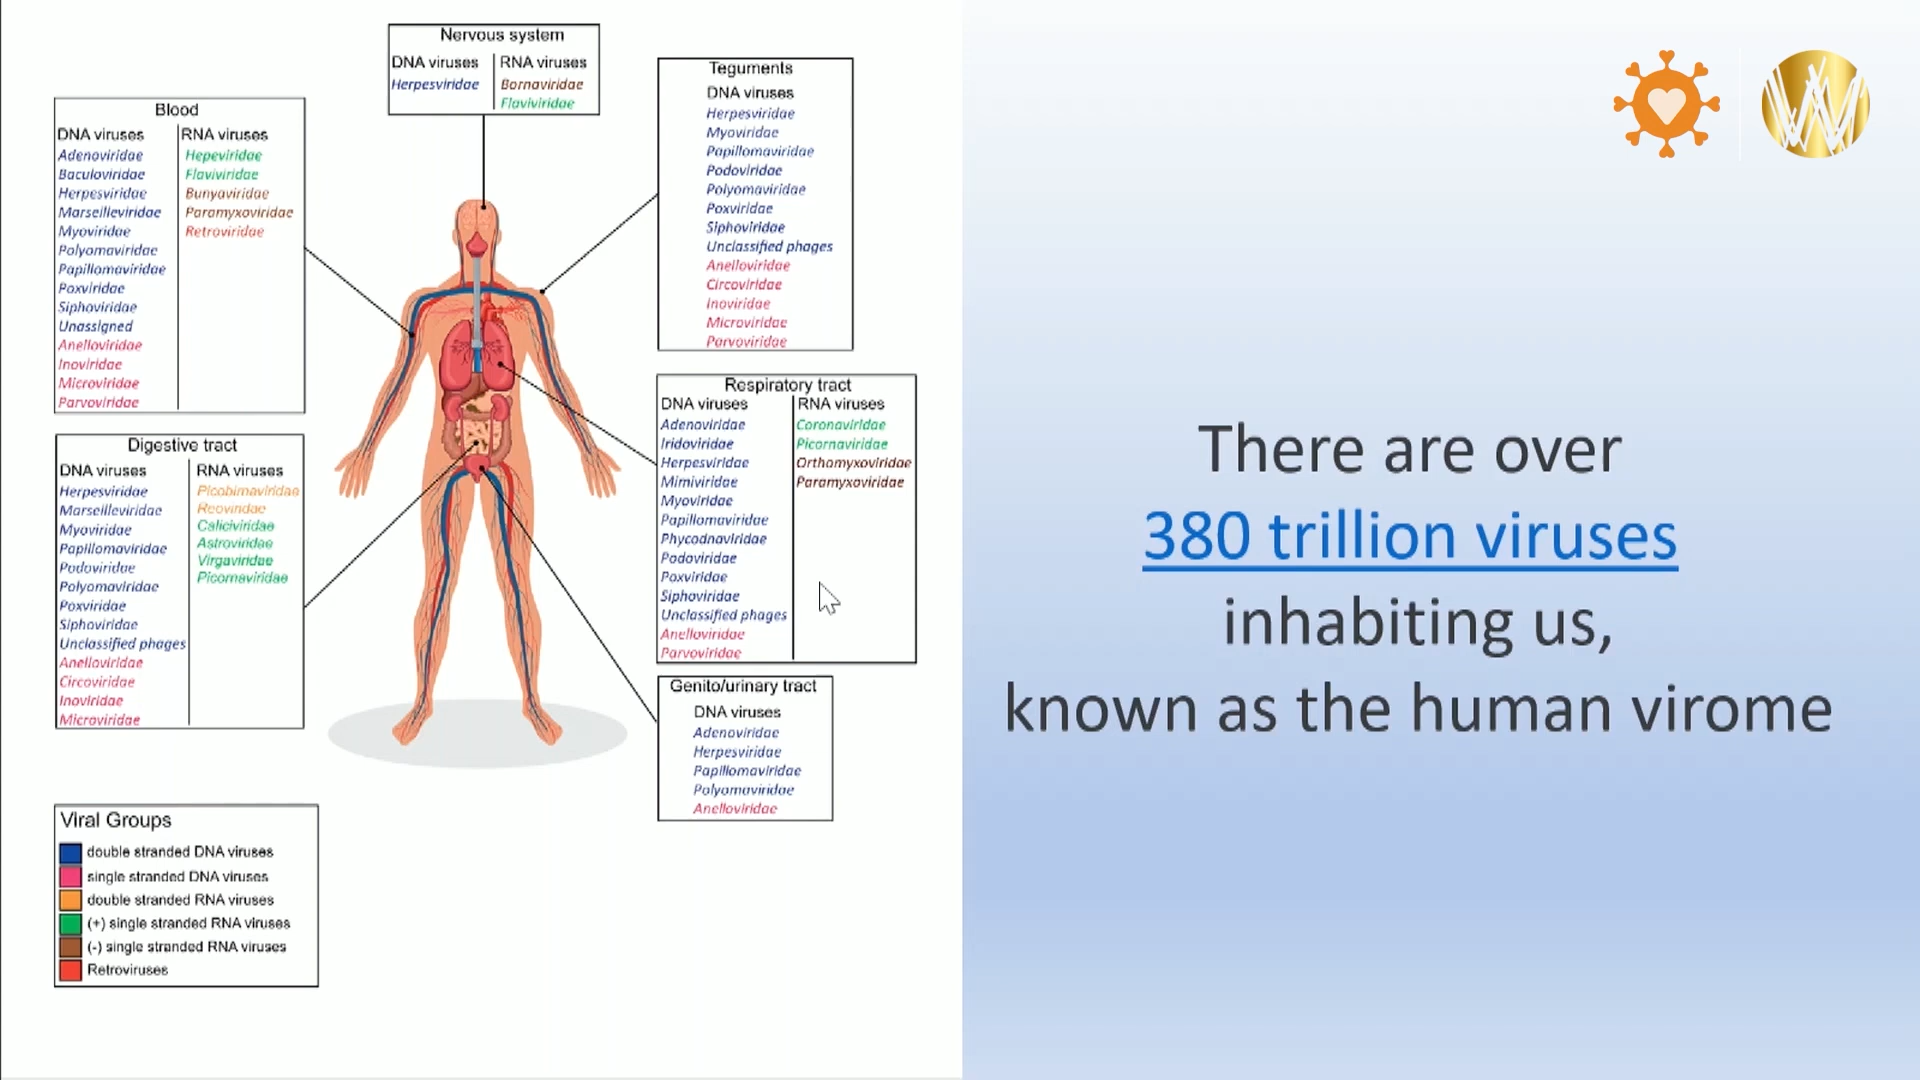 Nervous system
DNA viruses
Herpesviridae
RNA viruses
Bornaviridae
Flaviviridae
Blood
DNA viruses
Adenoviridae
Baculoviridae
Herpesviridae
Marseilleviridae
Myoviridae
Polyomaviridae
Papillomaviridae
Poxviridae
Siphoviridae
Unassigned
Anelloviridae
Inoviridae
Microviridae
Parvoviridae
RNA viruses
Hepeviridae
Flaviviridae
Bunyaviridae
Paramyxoviridae
Retroviridae
Teguments
DNA viruses
Herpesviridae
Myoviridae
Papillomaviridae
Podoviridae
Polyomaviridae
Poxviridae
Siphoviridae
Unclassified phages
Anelloviridae
Circoviridae
Inoviridae
Microviridae
Parvoviridae
Digestive tract
DNA viruses
Herpesviridae
Marseilleviridae
Myoviridae
Papillomaviridae
Podoviridae
Polyomaviridae
Poxviridae
Siphoviridae
Unclassified phages
Anelloviridae
Circoviridae
Inoviridae
Microviridae
RNA viruses
Picobirnaviridae
Reoviridae
Caliciviridae
Astroviridae
Virgaviridae
Picornaviridae
Respiratory tract
DNA viruses
Adenoviridae
Iridoviridae
Herpesviridae
Mimiviridae
Myoviridae
Papillomaviridae
Phycodnaviridae
Podoviridae
Poxviridae
Siphoviridae
Unclassified phages
Anelloviridae
Parvoviridae
RNA viruses
Coronaviridae
Picornaviridae
Orthomyxoviridae
Paramyxoviridae
Genito/urinary tract
DNA viruses
Adenoviridae
Herpesviridae
Papillomaviridae
Polyomaviridae
Anelloviridae
Viral Groups
double stranded DNA viruses
single stranded DNA viruses
double stranded RNA viruses
(+) single stranded RNA viruses
(-) single stranded RNA viruses
Retroviruses
There are over
380 trillion viruses
inhabiting us,
known as the human virome